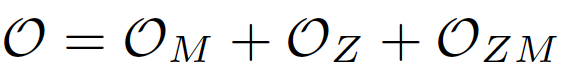 𝒪 = 𝒪_M + 𝒪_Z + 𝒪_{ZM}